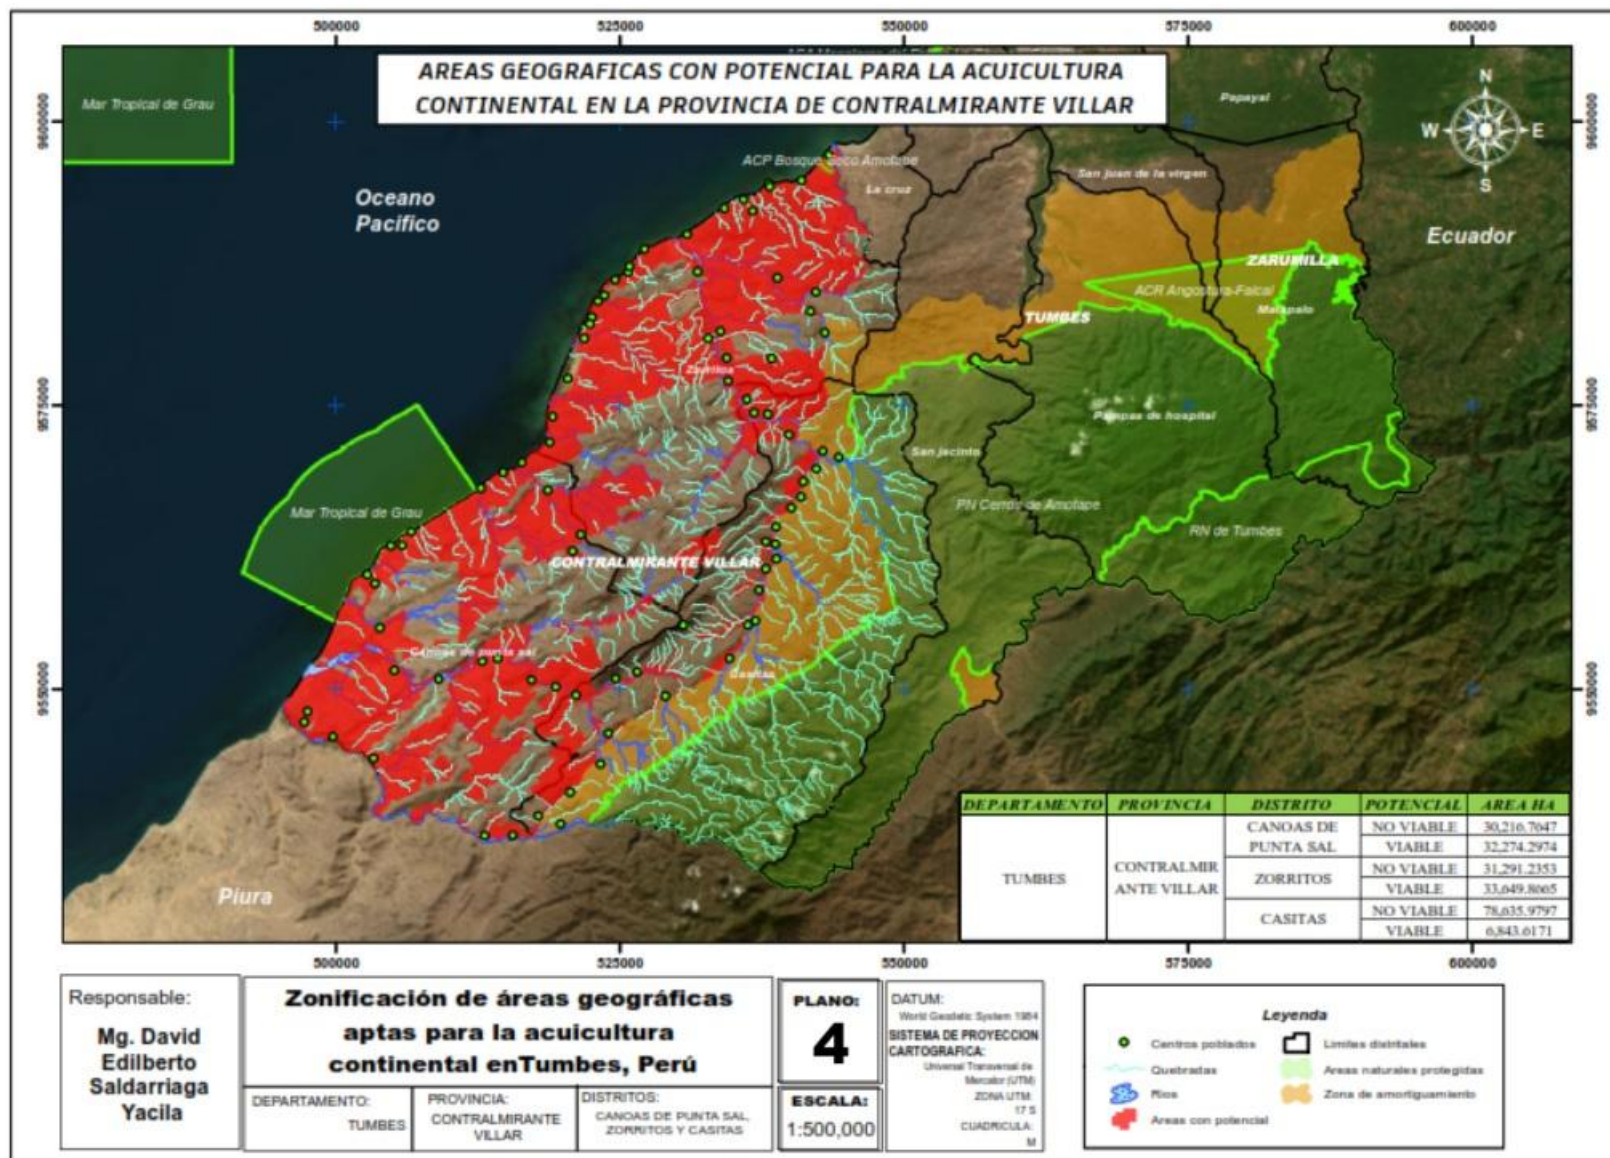 500000 525000 550000 575000 600000
AREAS GEOGRAFICAS CON POTENCIAL PARA LA ACUICULTURA
CONTINENTAL EN LA PROVINCIA DE CONTRALMIRANTE VILLAR
Mar Tropical de Grau
Papayal
N
W E
S
9600000
9600000
ACP Bosque Seco Amotape
La cruz
San juan de la virgen
Oceano
Pacifico
Ecuador
ZARUMILLA
ACR Angostura-Faical
Matapalo
TUMBES
Zorritos
9575000
9575000
Pampas de hospital
San jacinto
Mar Tropical de Grau
PN Cerros de Amotape
RN de Tumbes
CONTRALMIRANTE VILLAR
Canoas de punta sal
Casitas
9550000
9550000
Piura
DEPARTAMENTO PROVINCIA DISTRITO POTENCIAL AREA HA
TUMBES
CONTRALMIR
ANTE VILLAR
CANOAS DE
PUNTA SAL
NO VIABLE 30,216.7647
VIABLE 32,274.2974
ZORRITOS
NO VIABLE 31,291.2353
VIABLE 33,649.8665
CASITAS
NO VIABLE 78,635.9797
VIABLE 6,843.6171
500000 525000 550000 575000 600000
Responsable:
Mg. David
Edilberto
Saldarriaga
Yacila
Zonificación de áreas geográficas
aptas para la acuicultura
continental enTumbes, Perú
DEPARTAMENTO:
TUMBES
PROVINCIA:
CONTRALMIRANTE
VILLAR
DISTRITOS:
CANOAS DE PUNTA SAL,
ZORRITOS Y CASITAS
PLANO:
4
ESCALA:
1:500,000
DATUM:
World Geodetic System 1984
SISTEMA DE PROYECCION
CARTOGRAFICA:
Universal Transversal de
Mercator (UTM)
ZONA UTM:
17 S
CUADRICULA:
M
Leyenda
Centros poblados
Quebradas
Rios
Areas con potencial
Limites distritales
Areas naturales protegidas
Zona de amortiguamiento